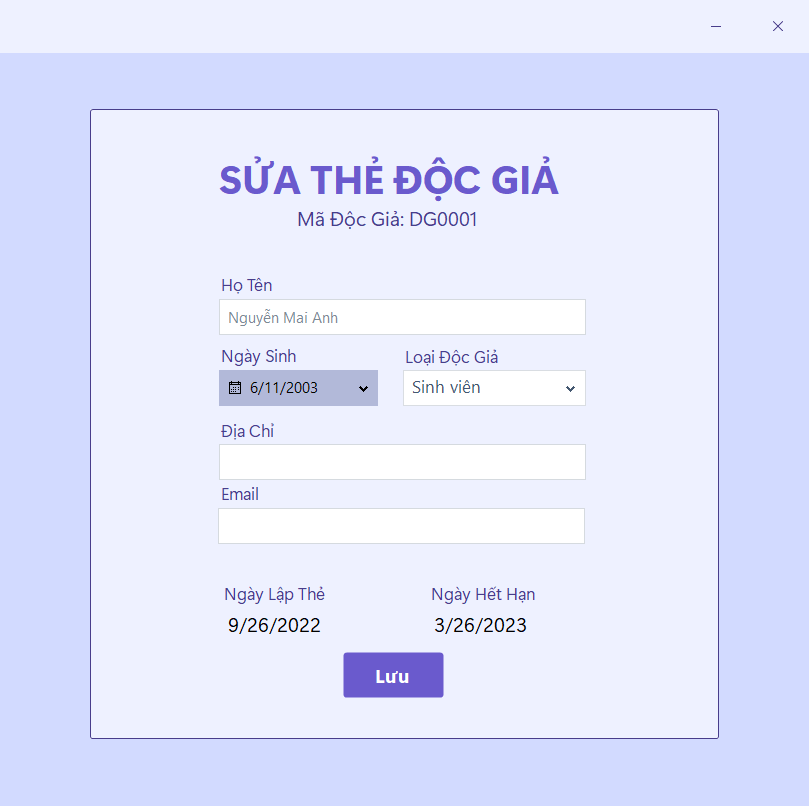 SỬA THẺ ĐỘC GIẢ
Mã Độc Giả: DG0001
Họ Tên
Nguyễn Mai Anh
Ngày Sinh
Loại Độc Giả
6/11/2003
Sinh viên
Địa Chỉ
Email
Ngày Lập Thẻ
Ngày Hết Hạn
9/26/2022
3/26/2023
Lưu